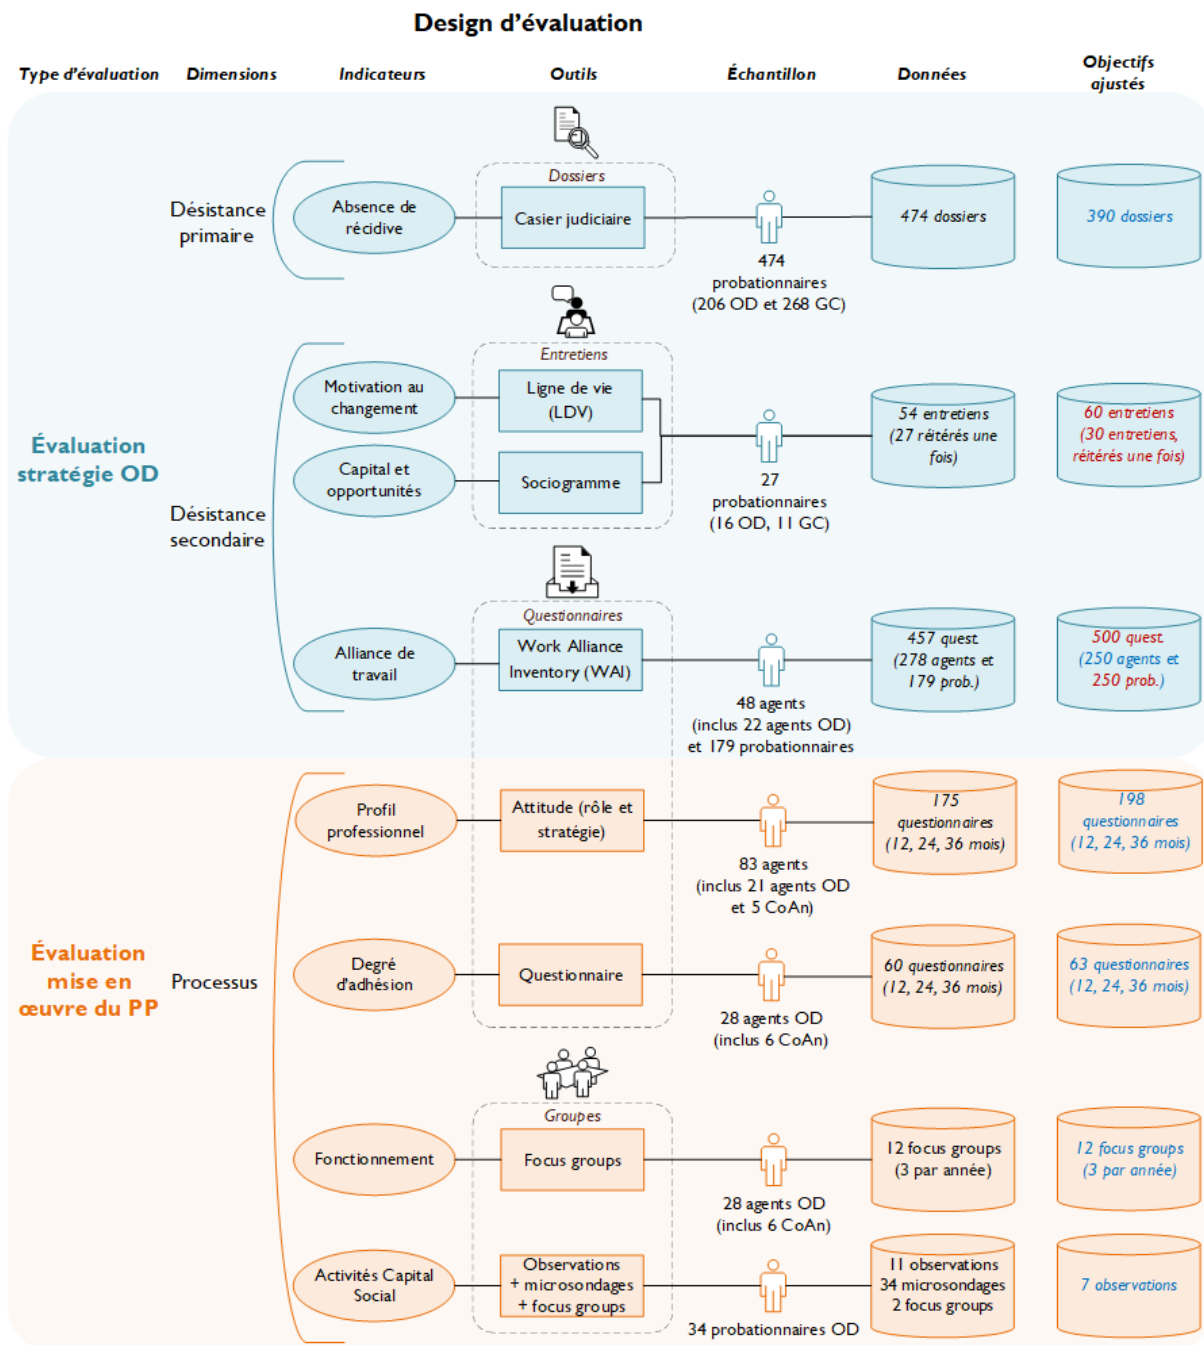 Design d'évaluation
Type d'évaluation
Dimensions
Indicateurs
Outils
Échantillon
Données
Objectifs
ajustés
Évaluation
stratégie OD
Désistance
primaire
Absence de
récidive
Dossiers
Casier judiciaire
474
probationnaires
(206 OD et 268 GC)
474 dossiers
390 dossiers
Désistance
secondaire
Motivation au
changement
Capital et
opportunités
Entretiens
Ligne de vie
(LDV)
Sociogramme
27
probationnaires
(16 OD, 11 GC)
54 entretiens
(27 réitérés une
fois)
60 entretiens
(30 entretiens,
réitérés une fois)
Alliance de
travail
Questionnaires
Work Alliance
Inventory (WAI)
48 agents
(inclus 22 agents OD)
et 179 probationnaires
457 quest.
(278 agents et
179 prob.)
500 quest.
(250 agents et
250 prob.)
Évaluation
mise en
œuvre du PP
Processus
Profil
professionnel
Attitude (rôle et
stratégie)
83 agents
(inclus 21 agents OD
et 5 CoAn)
175
questionnaires
(12, 24, 36 mois)
198
questionnaires
(12, 24, 36 mois)
Degré
d'adhésion
Questionnaire
28 agents OD
(inclus 6 CoAn)
60 questionnaires
(12, 24, 36 mois)
63 questionnaires
(12, 24, 36 mois)
Fonctionnement
Groupes
Focus groups
28 agents OD
(inclus 6 CoAn)
12 focus groups
(3 par année)
12 focus groups
(3 par année)
Activités Capital
Social
Observations
+ microsondages
+ focus groups
34 probationnaires OD
11 observations
34 microsondages
2 focus groups
7 observations